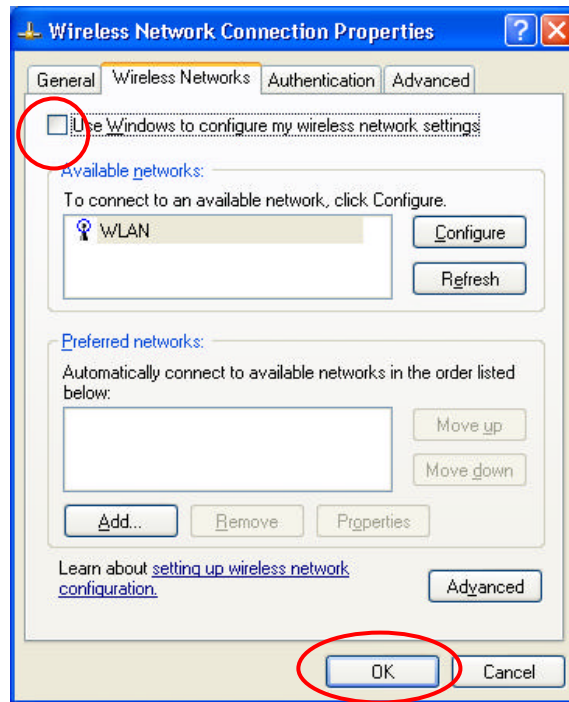 Wireless Network Connection Properties
General Wireless Networks Authentication Advanced
Use Windows to configure my wireless network settings
Available networks:
To connect to an available network, click Configure.
WLAN
Configure
Refresh
Preferred networks:
Automatically connect to available networks in the order listed
below:
Move up
Move down
Add... Remove Properties
Learn about setting up wireless network
configuration.
Advanced
OK Cancel